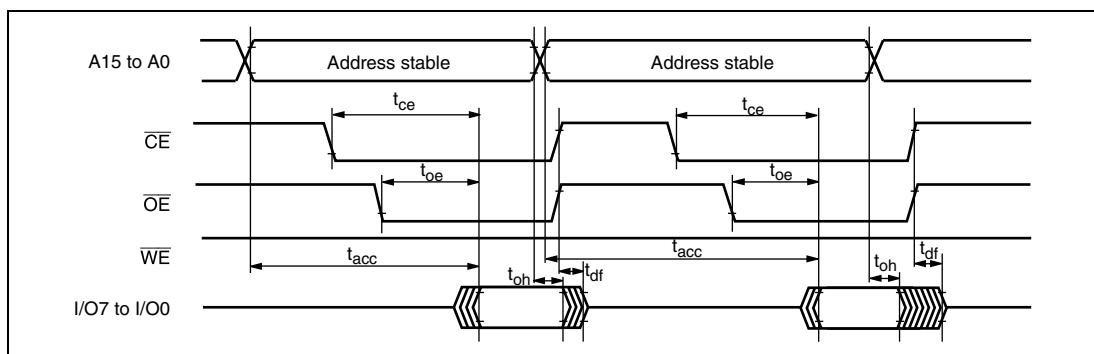 A15 to A0
Address stable
Address stable
tce
tce
CE
toe
toe
OE
WE
tacc
tacc
toh
tdf
toh
tdf
I/O7 to I/O0